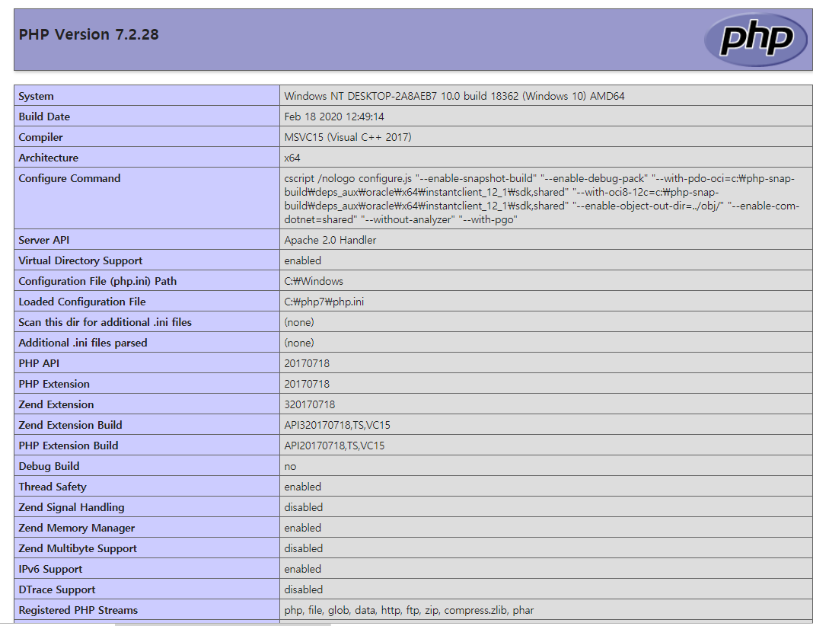 PHP Version 7.2.28
php
System Windows NT DESKTOP-2A8AEB7 10.0 build 18362 (Windows 10) AMD64
Build Date Feb 18 2020 12:49:14
Compiler MSVC15 (Visual C++ 2017)
Architecture x64
Configure Command cscript /nologo configure.js "--enable-snapshot-build" "--enable-debug-pack" "--with-pdo-oci=c:₩php-snap-
build₩deps_aux₩oracle₩x64₩instantclient_12_1₩sdk,shared" "--with-oci8-12c=c:₩php-snap-
build₩deps_aux₩oracle₩x64₩instantclient_12_1₩sdk,shared" "--enable-object-out-dir=../obj/" "--enable-com-
dotnet=shared" "--without-analyzer" "--with-pgo"
Server API Apache 2.0 Handler
Virtual Directory Support enabled
Configuration File (php.ini) Path C:₩Windows
Loaded Configuration File C:₩php7₩php.ini
Scan this dir for additional .ini files (none)
Additional .ini files parsed (none)
PHP API 20170718
PHP Extension 20170718
Zend Extension 320170718
Zend Extension Build API320170718,TS,VC15
PHP Extension Build API20170718,TS,VC15
Debug Build no
Thread Safety enabled
Zend Signal Handling disabled
Zend Memory Manager enabled
Zend Multibyte Support disabled
IPv6 Support enabled
DTrace Support disabled
Registered PHP Streams php, file, glob, data, http, ftp, zip, compress.zlib, phar